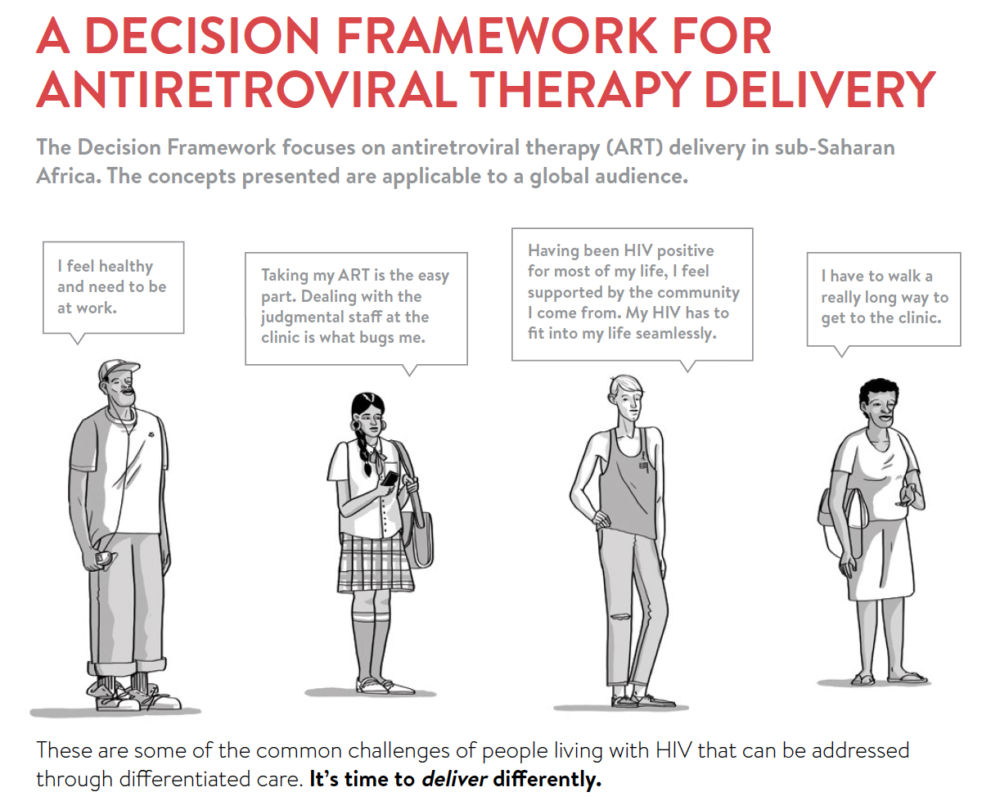 A DECISION FRAMEWORK FOR
ANTIRETROVIRAL THERAPY DELIVERY
The Decision Framework focuses on antiretroviral therapy (ART) delivery in sub-Saharan
Africa. The concepts presented are applicable to a global audience.
I feel healthy
and need to be
at work.
Taking my ART is the easy
part. Dealing with the
judgmental staff at the
clinic is what bugs me.
Having been HIV positive
for most of my life, I feel
supported by the community
I come from. My HIV has to
fit into my life seamlessly.
I have to walk a
really long way to
get to the clinic.
These are some of the common challenges of people living with HIV that can be addressed
through differentiated care. It’s time to deliver differently.